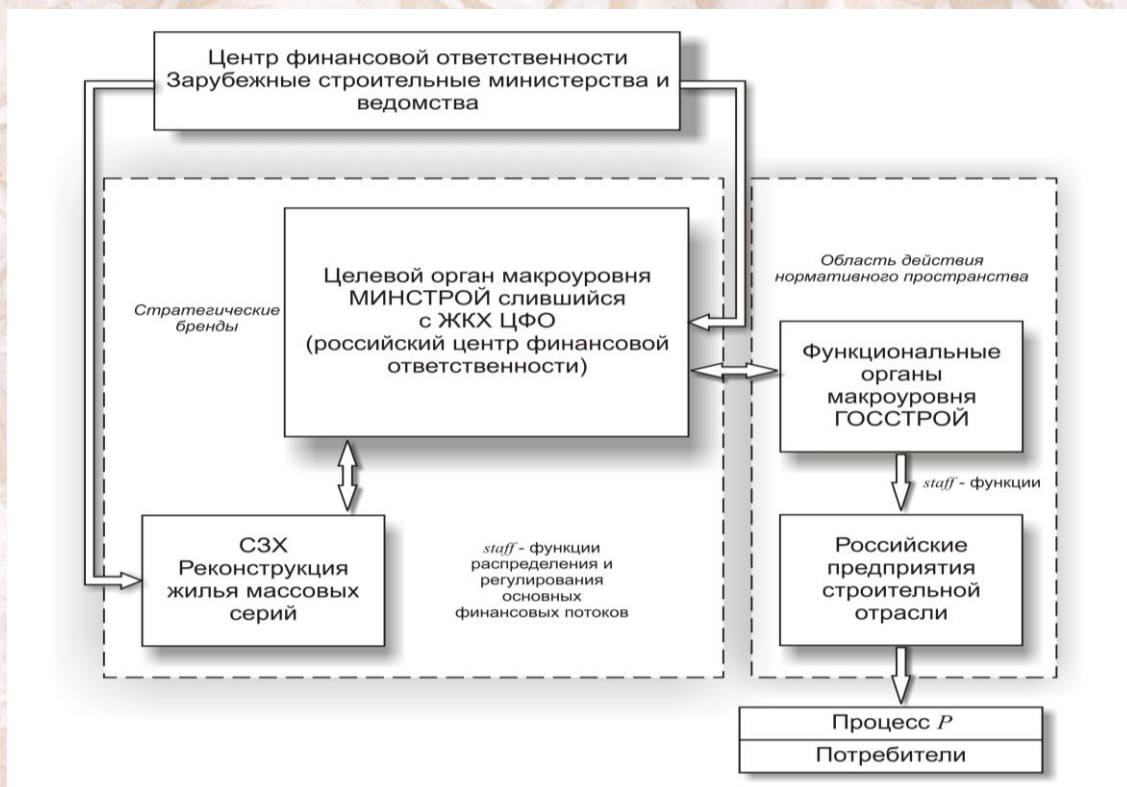 Центр финансовой ответственности
Зарубежные строительные министерства и
ведомства
Стратегические
бренды
Целевой орган макроуровня
МИНСТРОЙ слившийся
с ЖКХ ЦФО
(российский центр финансовой
ответственности)
Область действия
нормативного пространства
Функциональные
органы
макроуровня
ГОССТРОЙ
staff - функции
СЗХ
Реконструкция
жилья массовых
серий
staff - функции
распределения и
регулирования
основных
финансовых потоков
Российские
предприятия
строительной
отрасли
Процесс P
Потребители